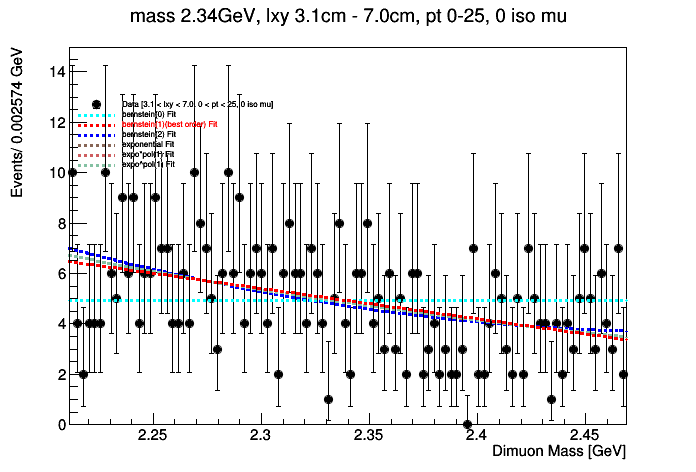 mass 2.34GeV, lxy 3.1cm - 7.0cm, pt 0-25, 0 iso mu
Events/ 0.002574 GeV
14
12
10
8
6
4
2
0
Data [3.1 < lxy < 7.0, 0 < pt < 25, 0 iso mu]
bernstein(0) Fit
bernstein(1)(best order) Fit
bernstein(2) Fit
exponential Fit
expo*pol(1) Fit
expo^pol(1) Fit
2.25 2.3 2.35 2.4 2.45
Dimuon Mass [GeV]